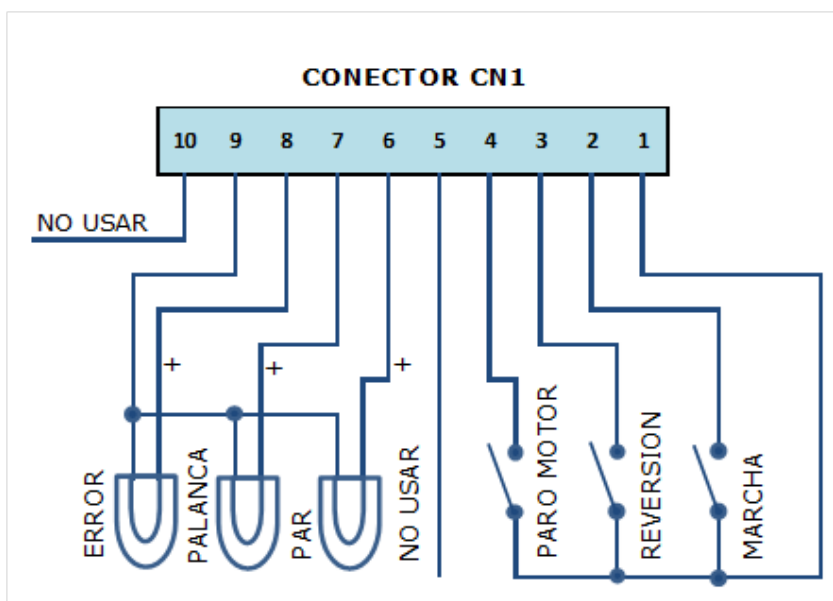 CONECTOR CN1
10 9 8 7 6 5 4 3 2 1
NO USAR
+ + +
ERROR
PALANCA
PAR
NO USAR
PARO MOTOR
REVERSION
MARCHA